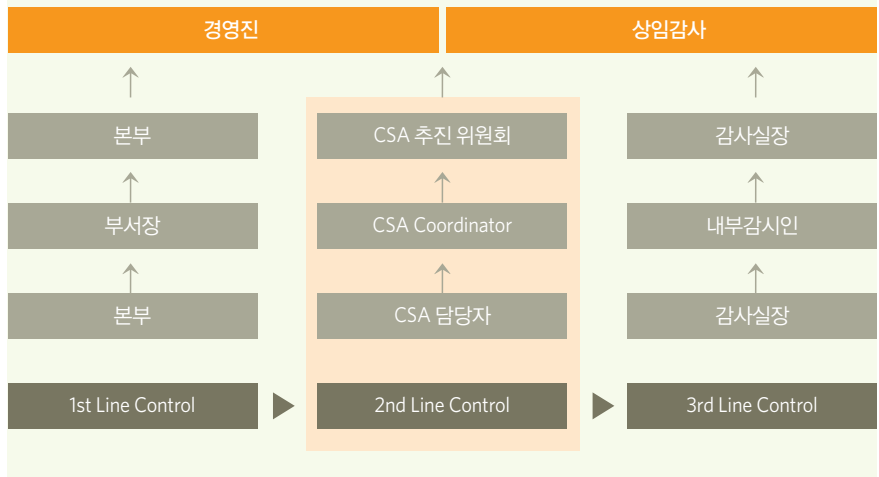 경영진
상임감사
본부
CSA 추진 위원회
감사실장
부서장
CSA Coordinator
내부감시인
본부
CSA 담당자
감사실장
1st Line Control
2nd Line Control
3rd Line Control